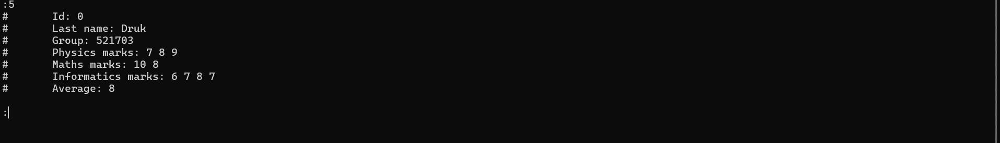 :5
# Id: 0
# Last name: Druk
# Group: 521703
# Physics marks: 7 8 9
# Maths marks: 10 8
# Informatics marks: 6 7 8 7
# Average: 8
: